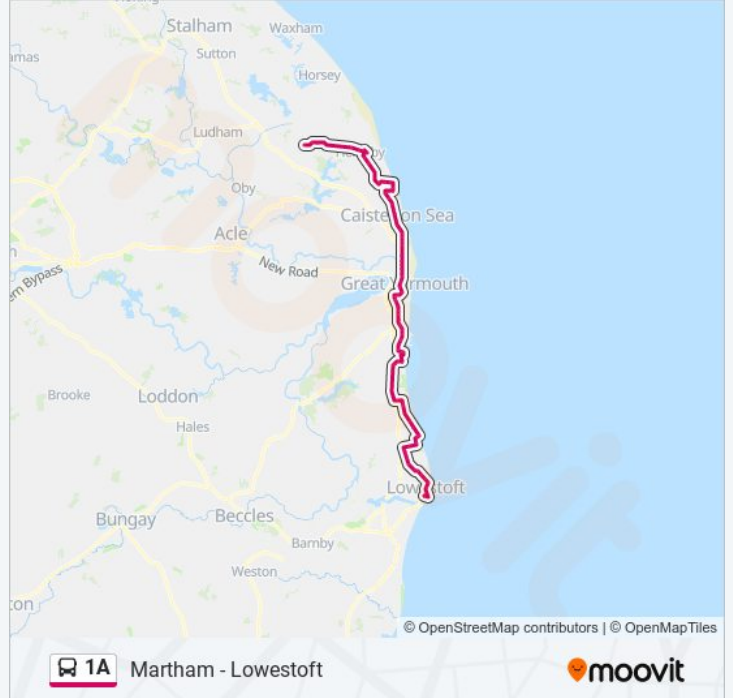 Stalham
Waxham
Sutton
Horsey
Ludham
Oby
Caister-on Sea
Acle
New Road
Great Yarmouth
Bypass
Brooke
Loddon
Hales
Lowestoft
Beccles
Bungay
Barnby
Weston
© OpenStreetMap contributors | © OpenMapTiles
1A Martham - Lowestoft
moovit